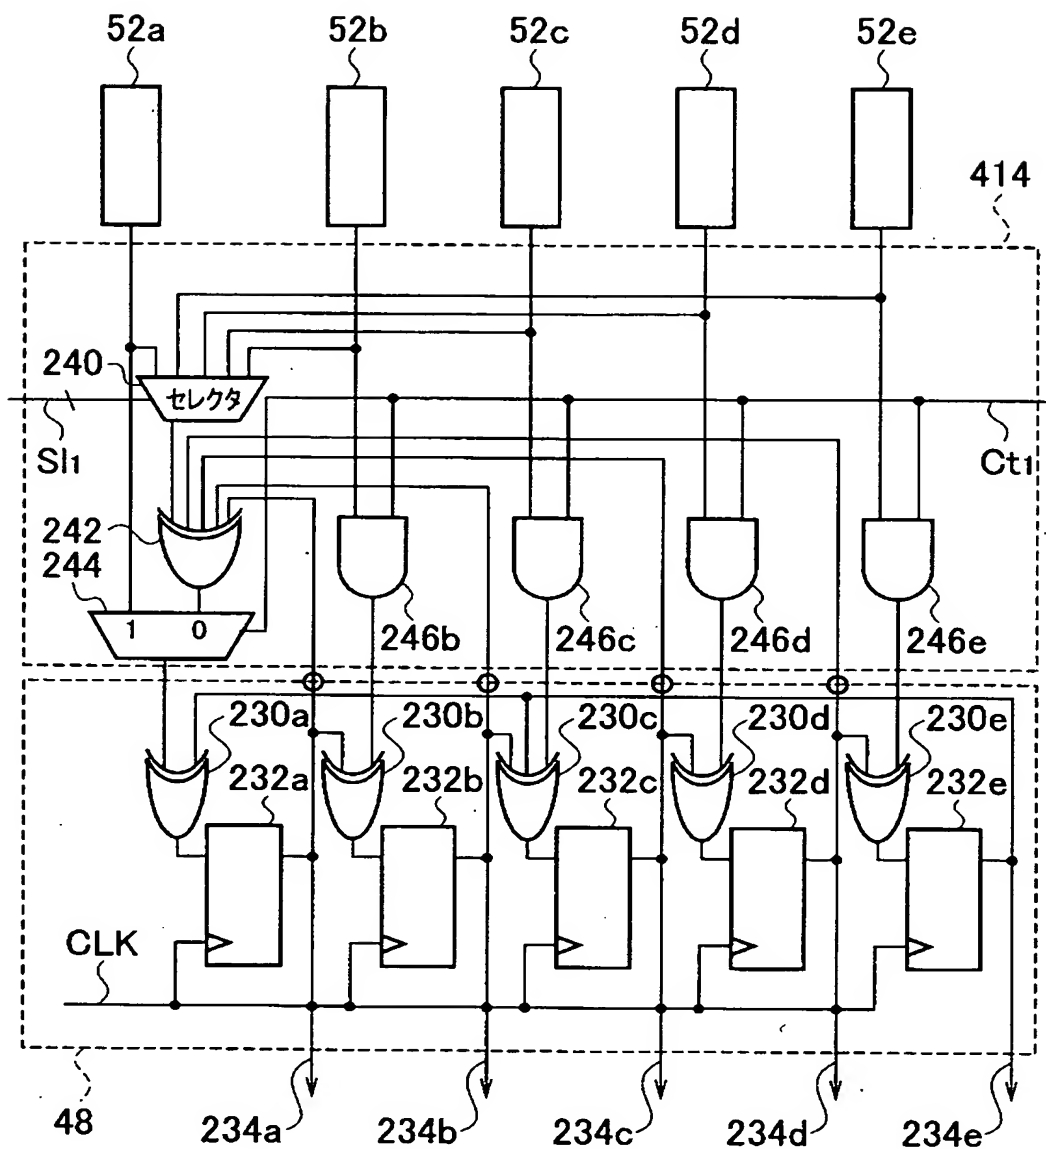 52a 52b 52c 52d 52e
414
240
セレクタ
Sl1
Ct1
242
244
1 0
246b 246c 246d 246e
230a 230b 230c 230d 230e
232a 232b 232c 232d 232e
CLK
48
234a 234b 234c 234d 234e